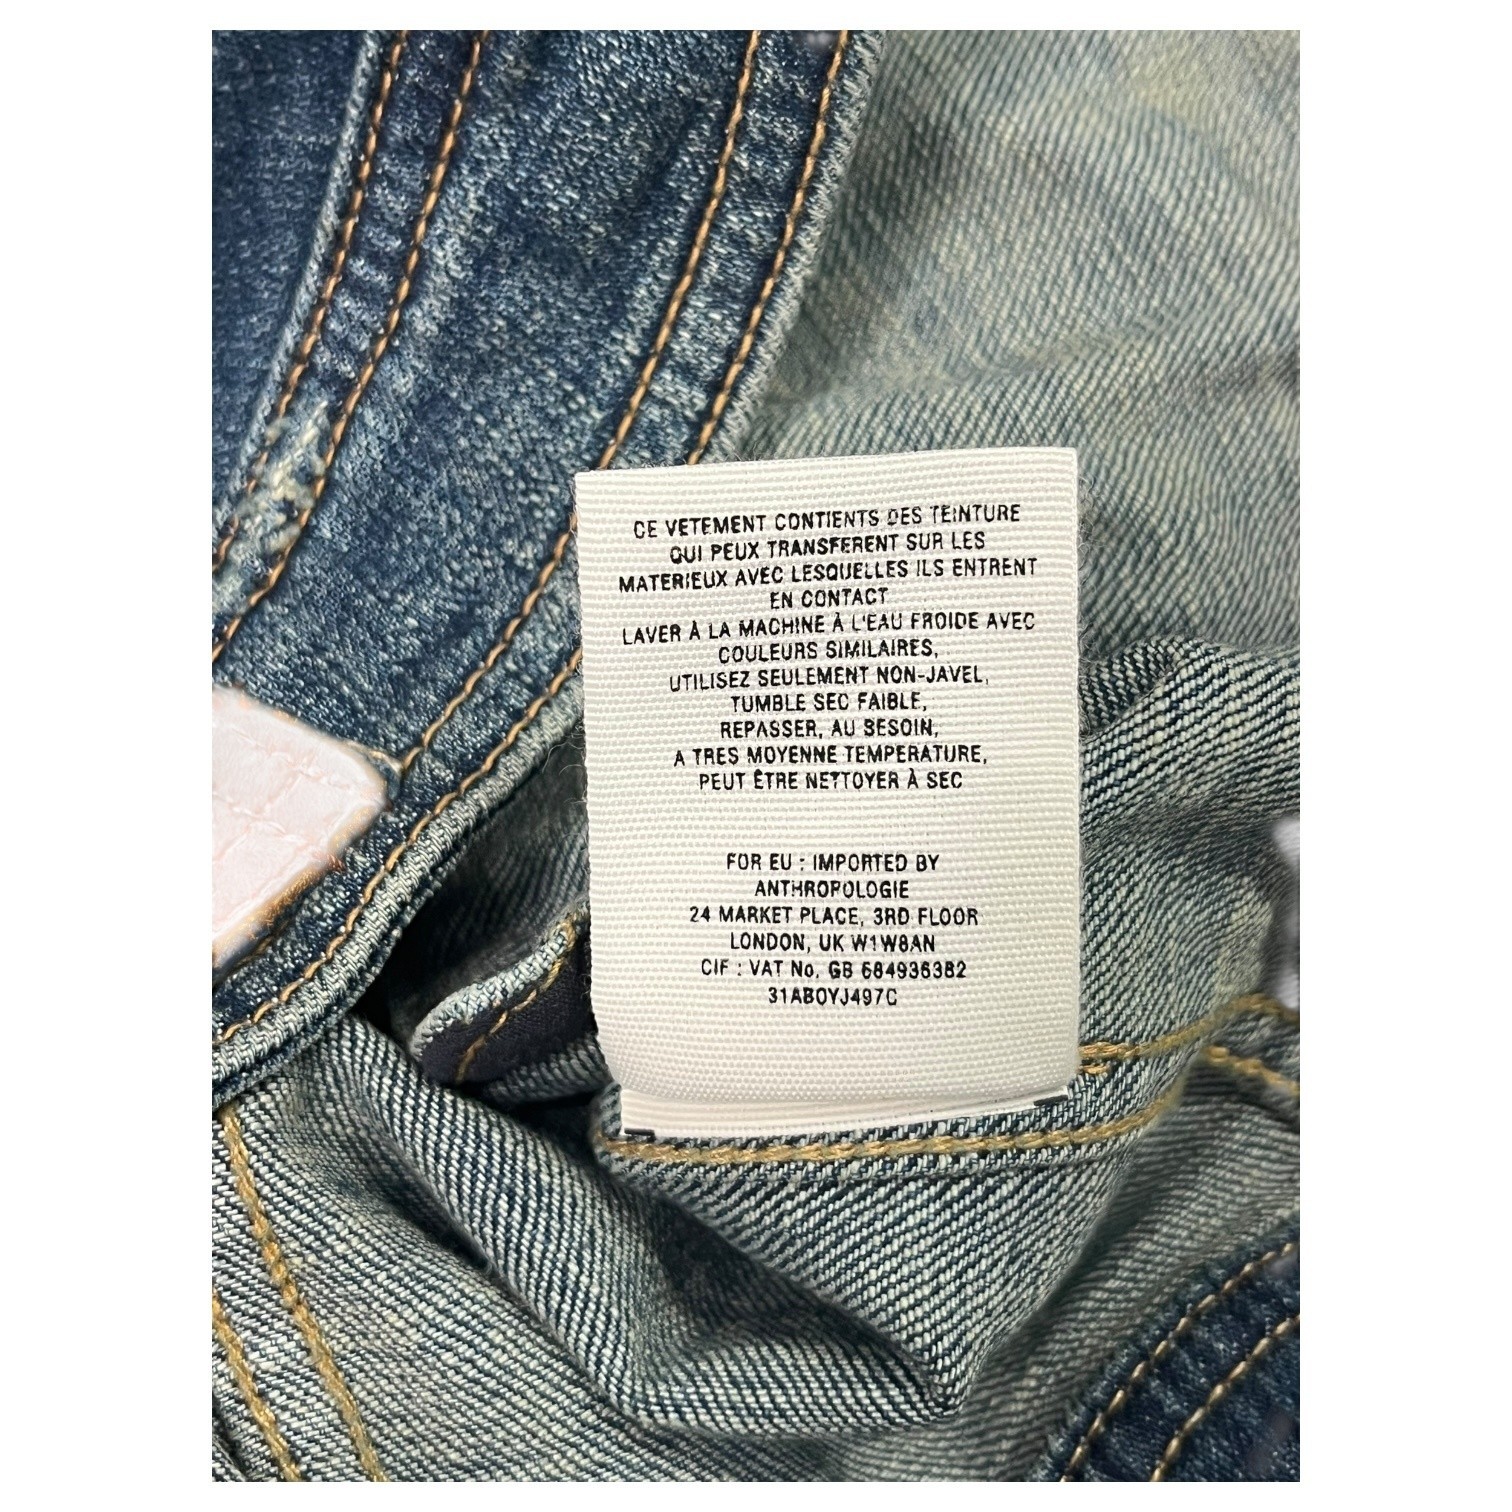 CE VETEMENT CONTIENTS DES TEINTURE
QUI PEUX TRANSFERENT SUR LES
MATERIEUX AVEC LESQUELLES ILS ENTRENT
EN CONTACT
LAVER À LA MACHINE À L'EAU FROIDE AVEC
COULEURS SIMILAIRES,
UTILISEZ SEULEMENT NON-JAVEL,
TUMBLE SEC FAIBLE,
REPASSER, AU BESOIN,
A TRES MOYENNE TEMPERATURE,
PEUT ÊTRE NETTOYER À SEC
FOR EU : IMPORTED BY
ANTHROPOLOGIE
24 MARKET PLACE, 3RD FLOOR
LONDON, UK W1W8AN
CIF : VAT No. GB 684936382
31ABOYJ497C